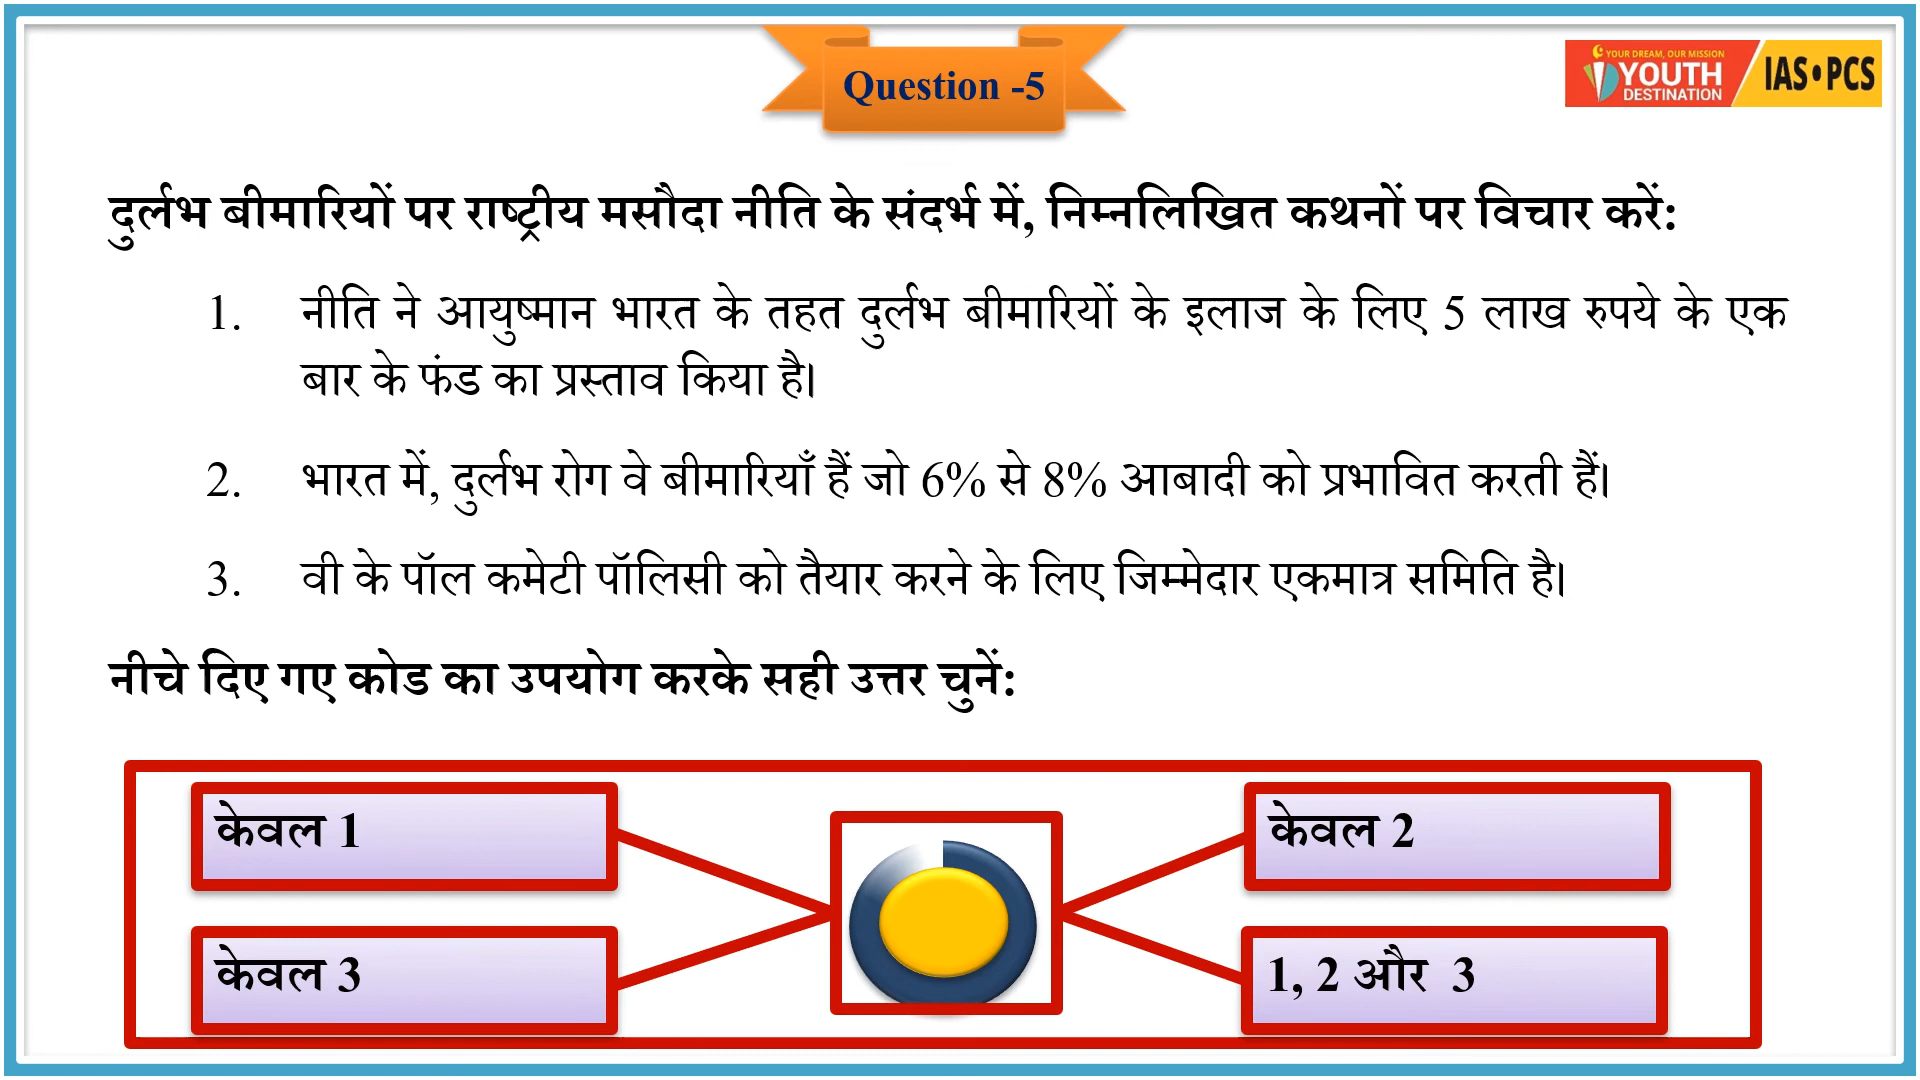 Question -5
YOUR DREAM, OUR MISSION
YOUTH
DESTINATION
IAS•PCS
दुर्लभ बीमारियों पर राष्ट्रीय मसौदा नीति के संदर्भ में, निम्नलिखित कथनों पर विचार करें:
1. नीति ने आयुष्मान भारत के तहत दुर्लभ बीमारियों के इलाज के लिए 5 लाख रुपये के एक
बार के फंड का प्रस्ताव किया है।
2. भारत में, दुर्लभ रोग वे बीमारियाँ हैं जो 6% से 8% आबादी को प्रभावित करती हैं।
3. वी के पॉल कमेटी पॉलिसी को तैयार करने के लिए जिम्मेदार एकमात्र समिति है।
नीचे दिए गए कोड का उपयोग करके सही उत्तर चुनें:
केवल 1
केवल 2
केवल 3
1, 2 और 3